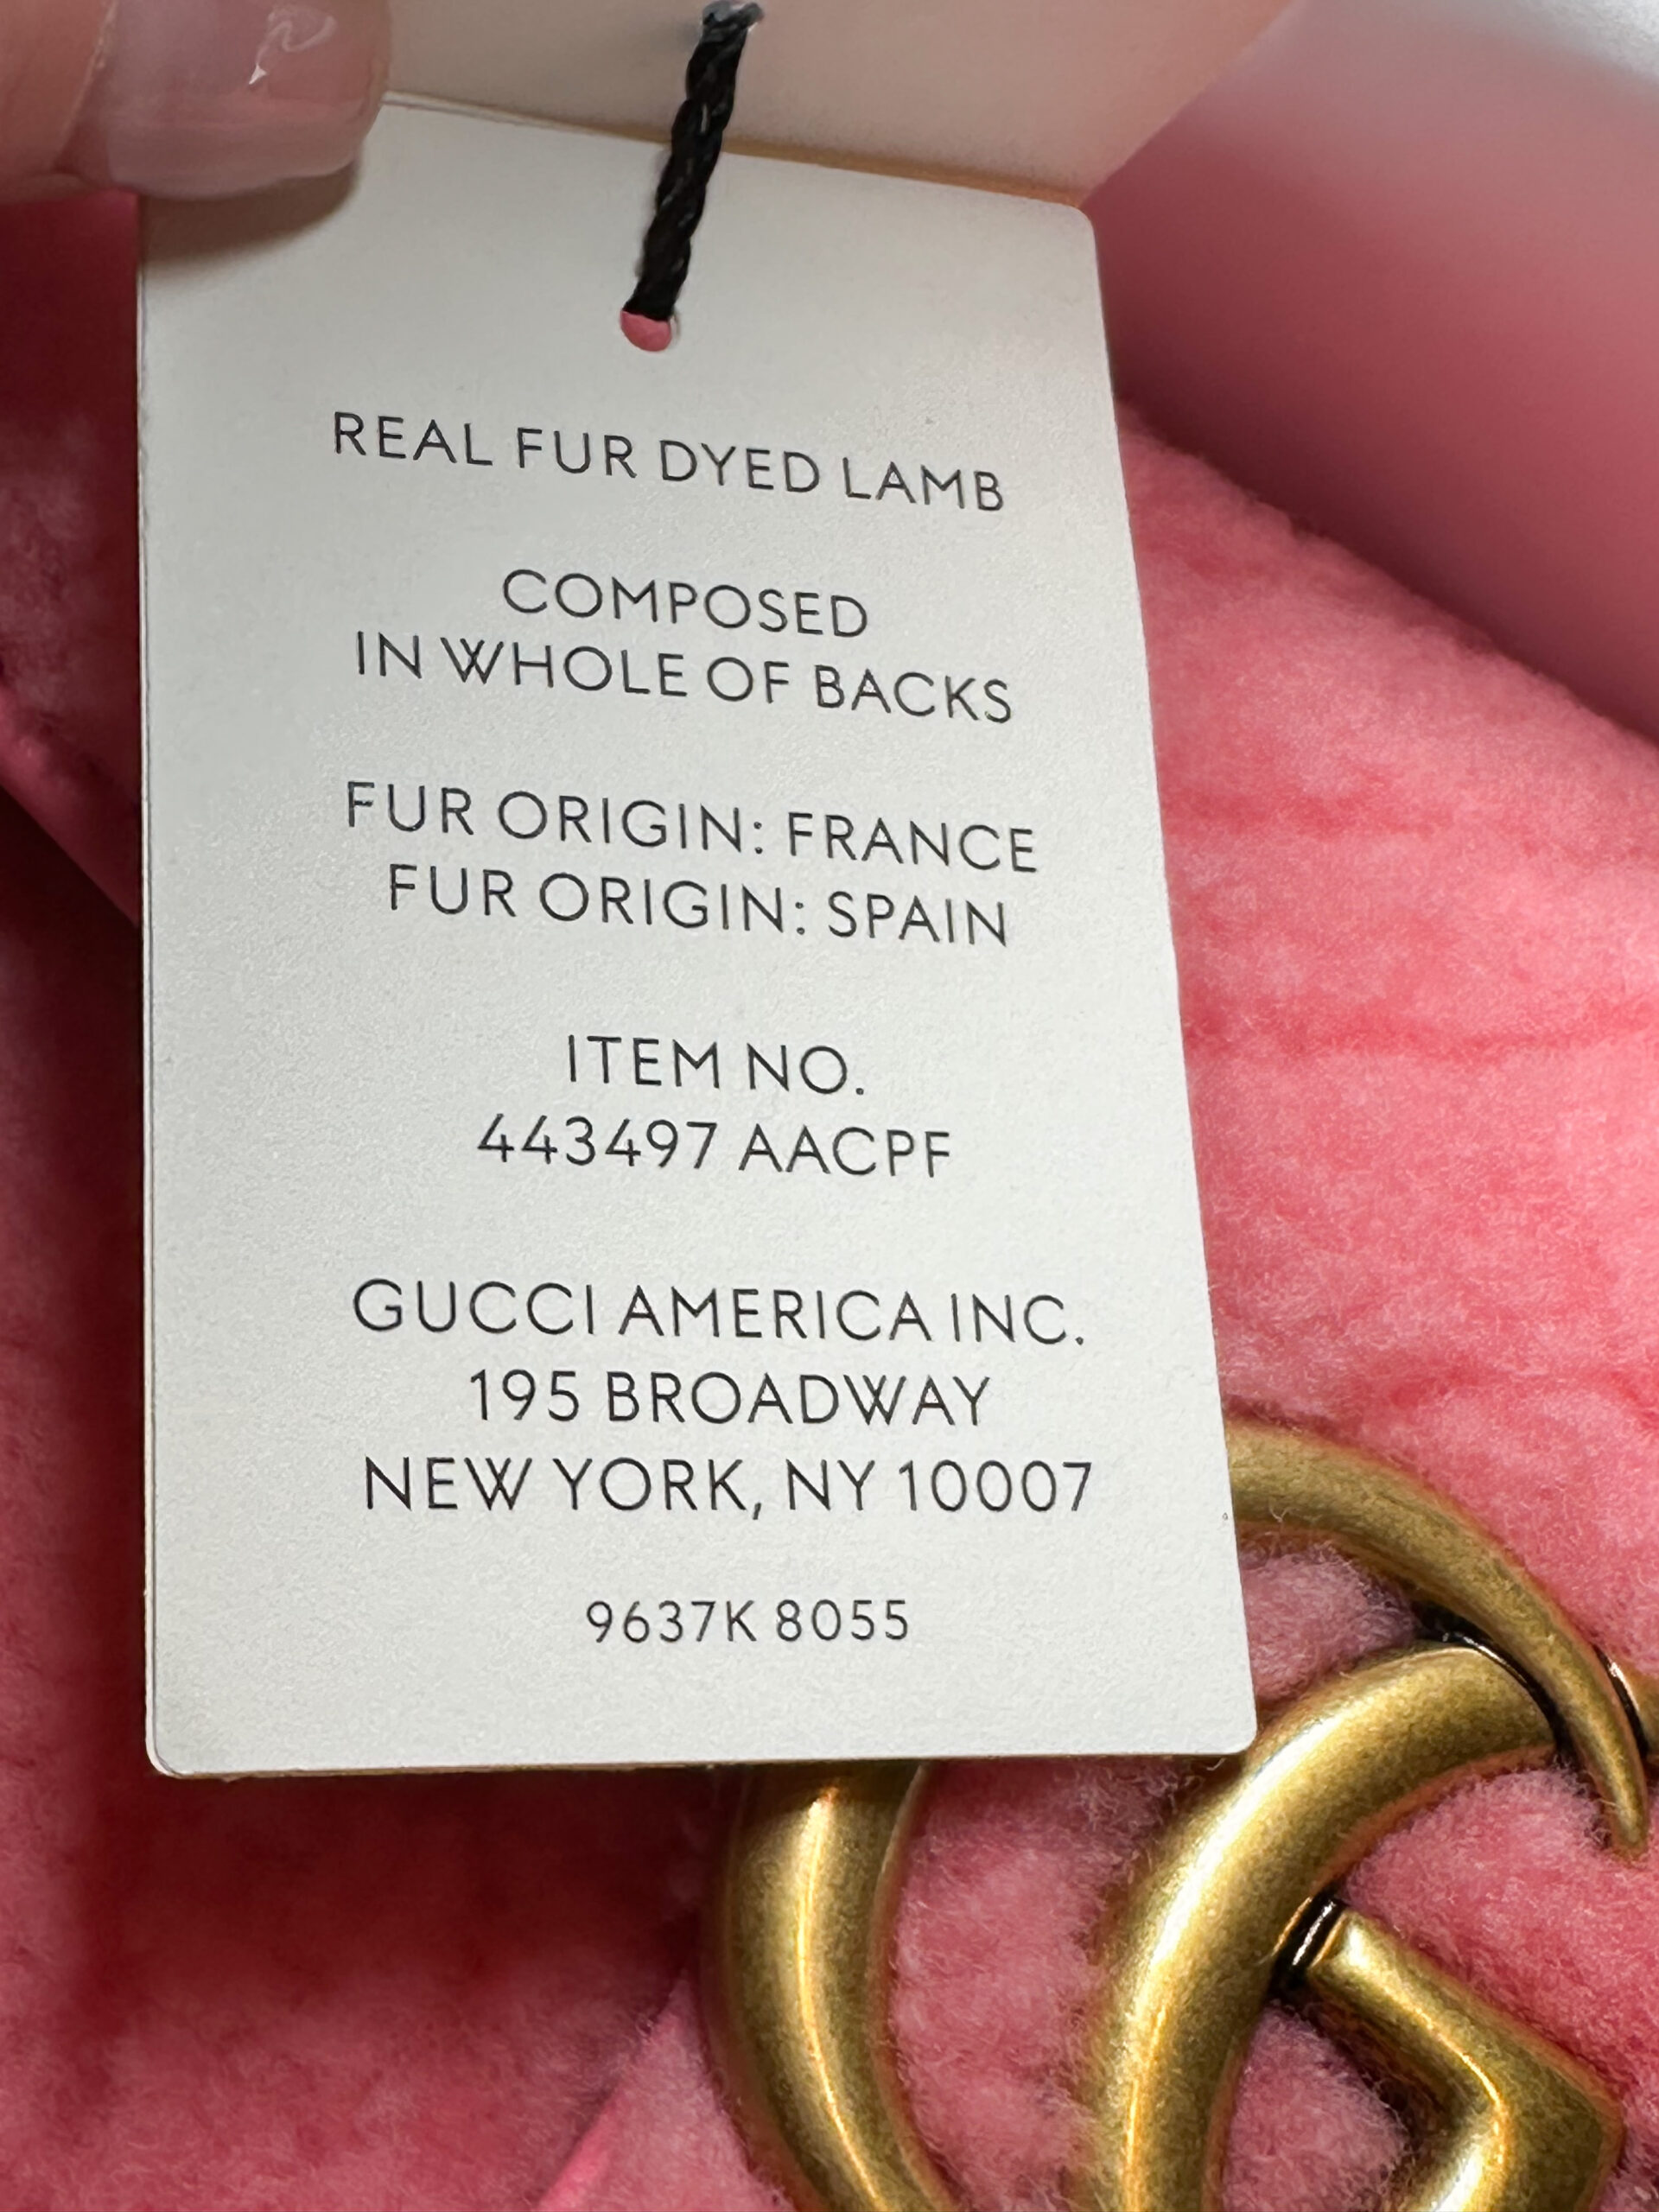 REAL FUR DYED LAMB
COMPOSED
IN WHOLE OF BACKS
FUR ORIGIN: FRANCE
FUR ORIGIN: SPAIN
ITEM NO.
443497 AACPF
GUCCI AMERICA INC.
195 BROADWAY
NEW YORK, NY 10007
9637K 8055